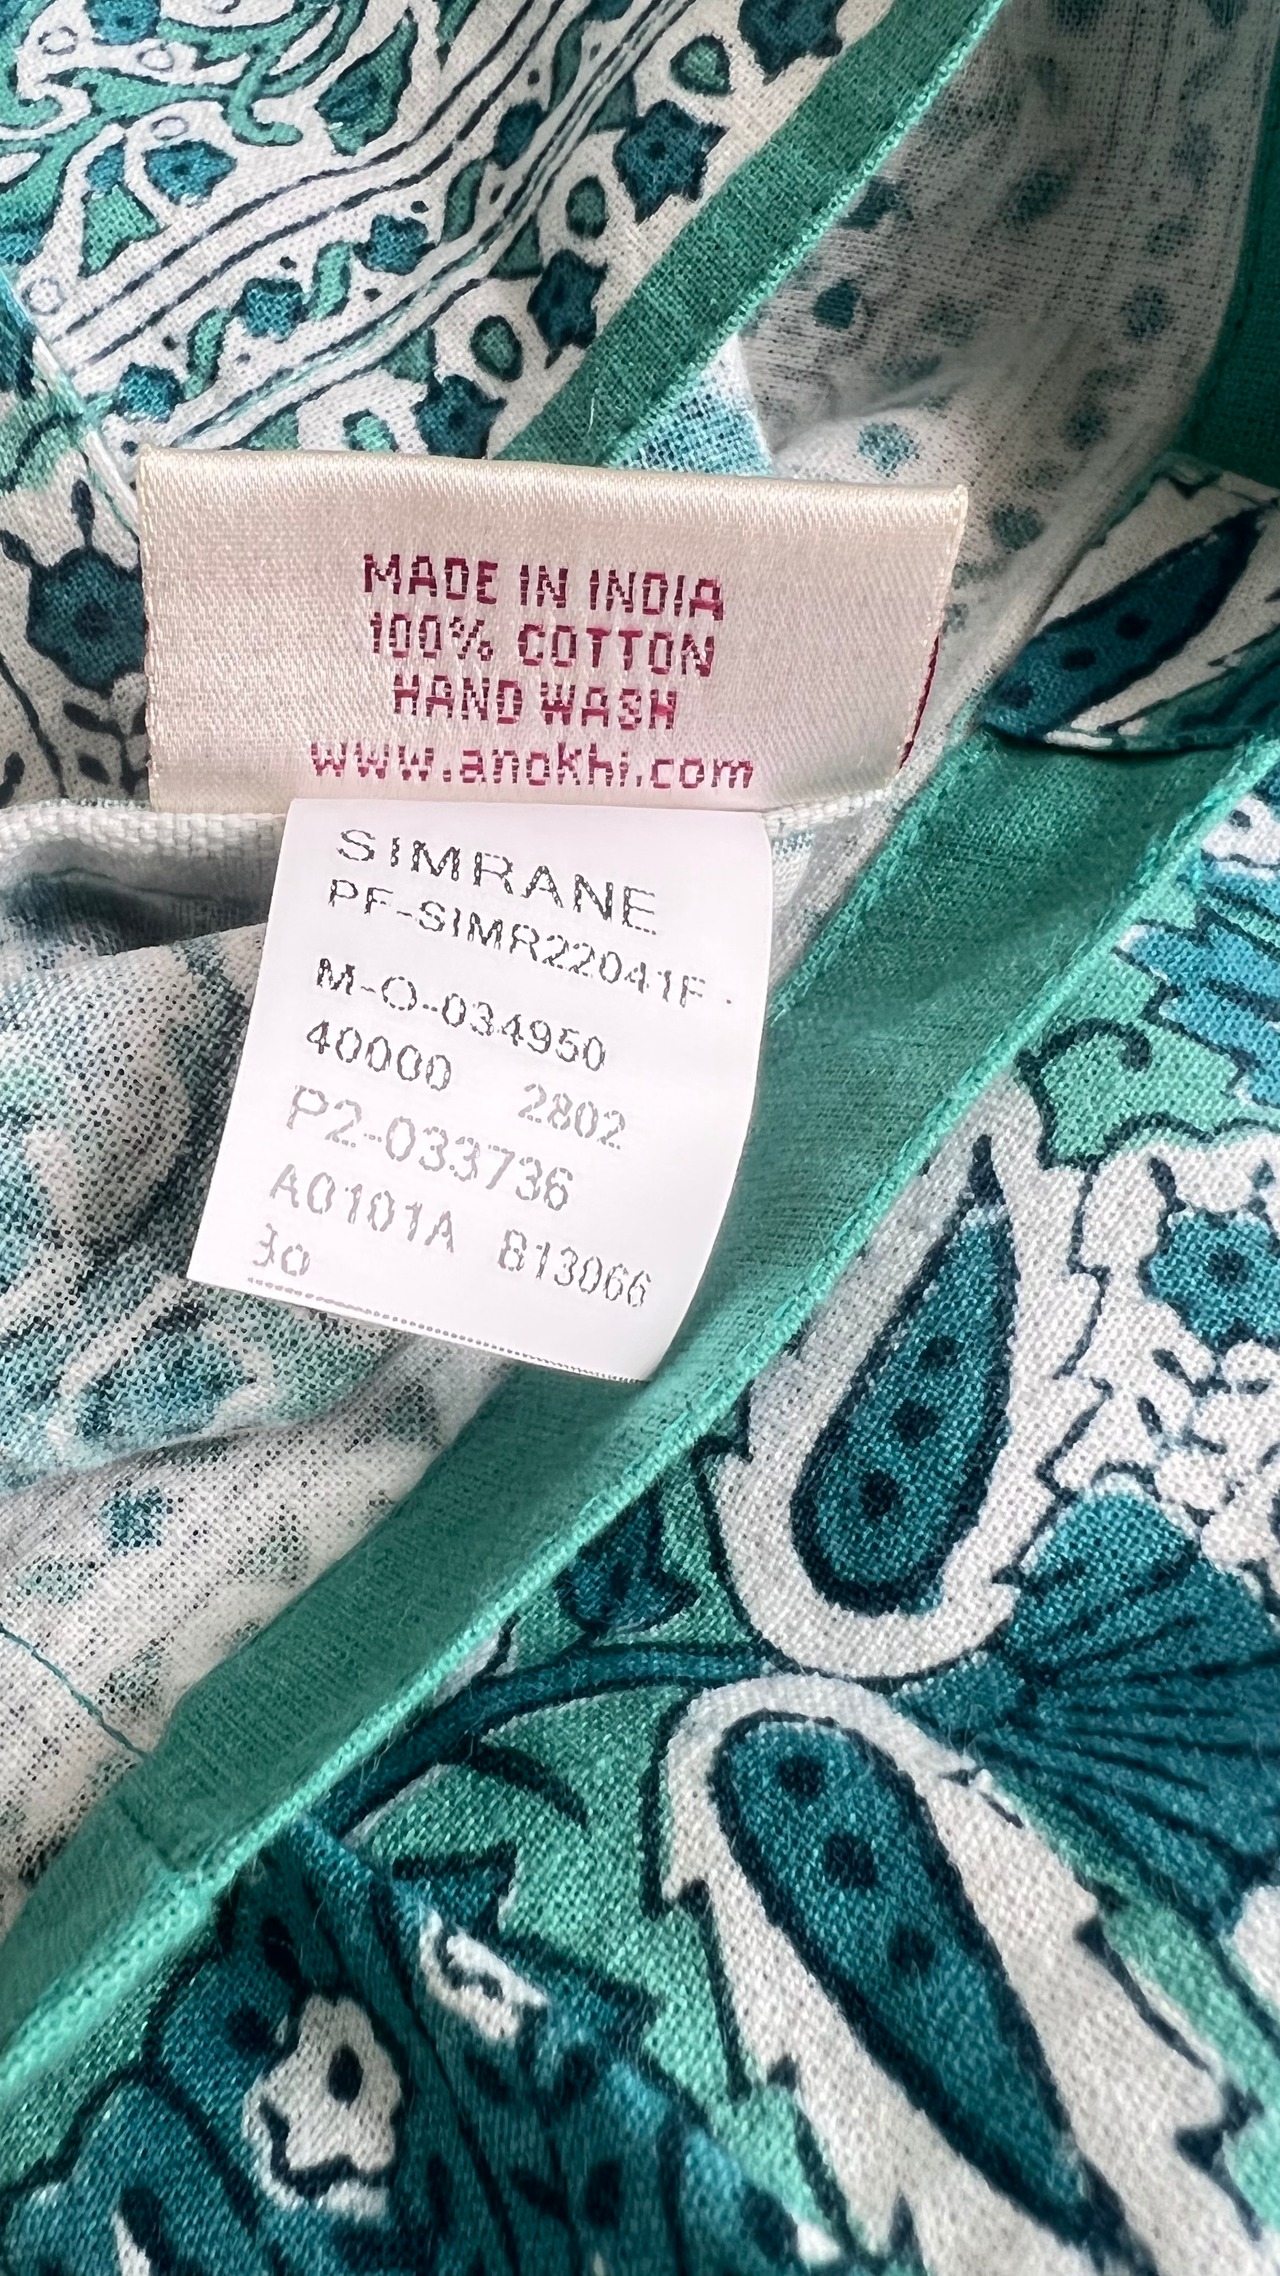 MADE IN INDIA
100% COTTON
HAND WASH
www.anokhi.com
SIMRANE
PF-SIMR22041F
M-O-034950
40000 2802
P2-033736
A0101A B13066
30